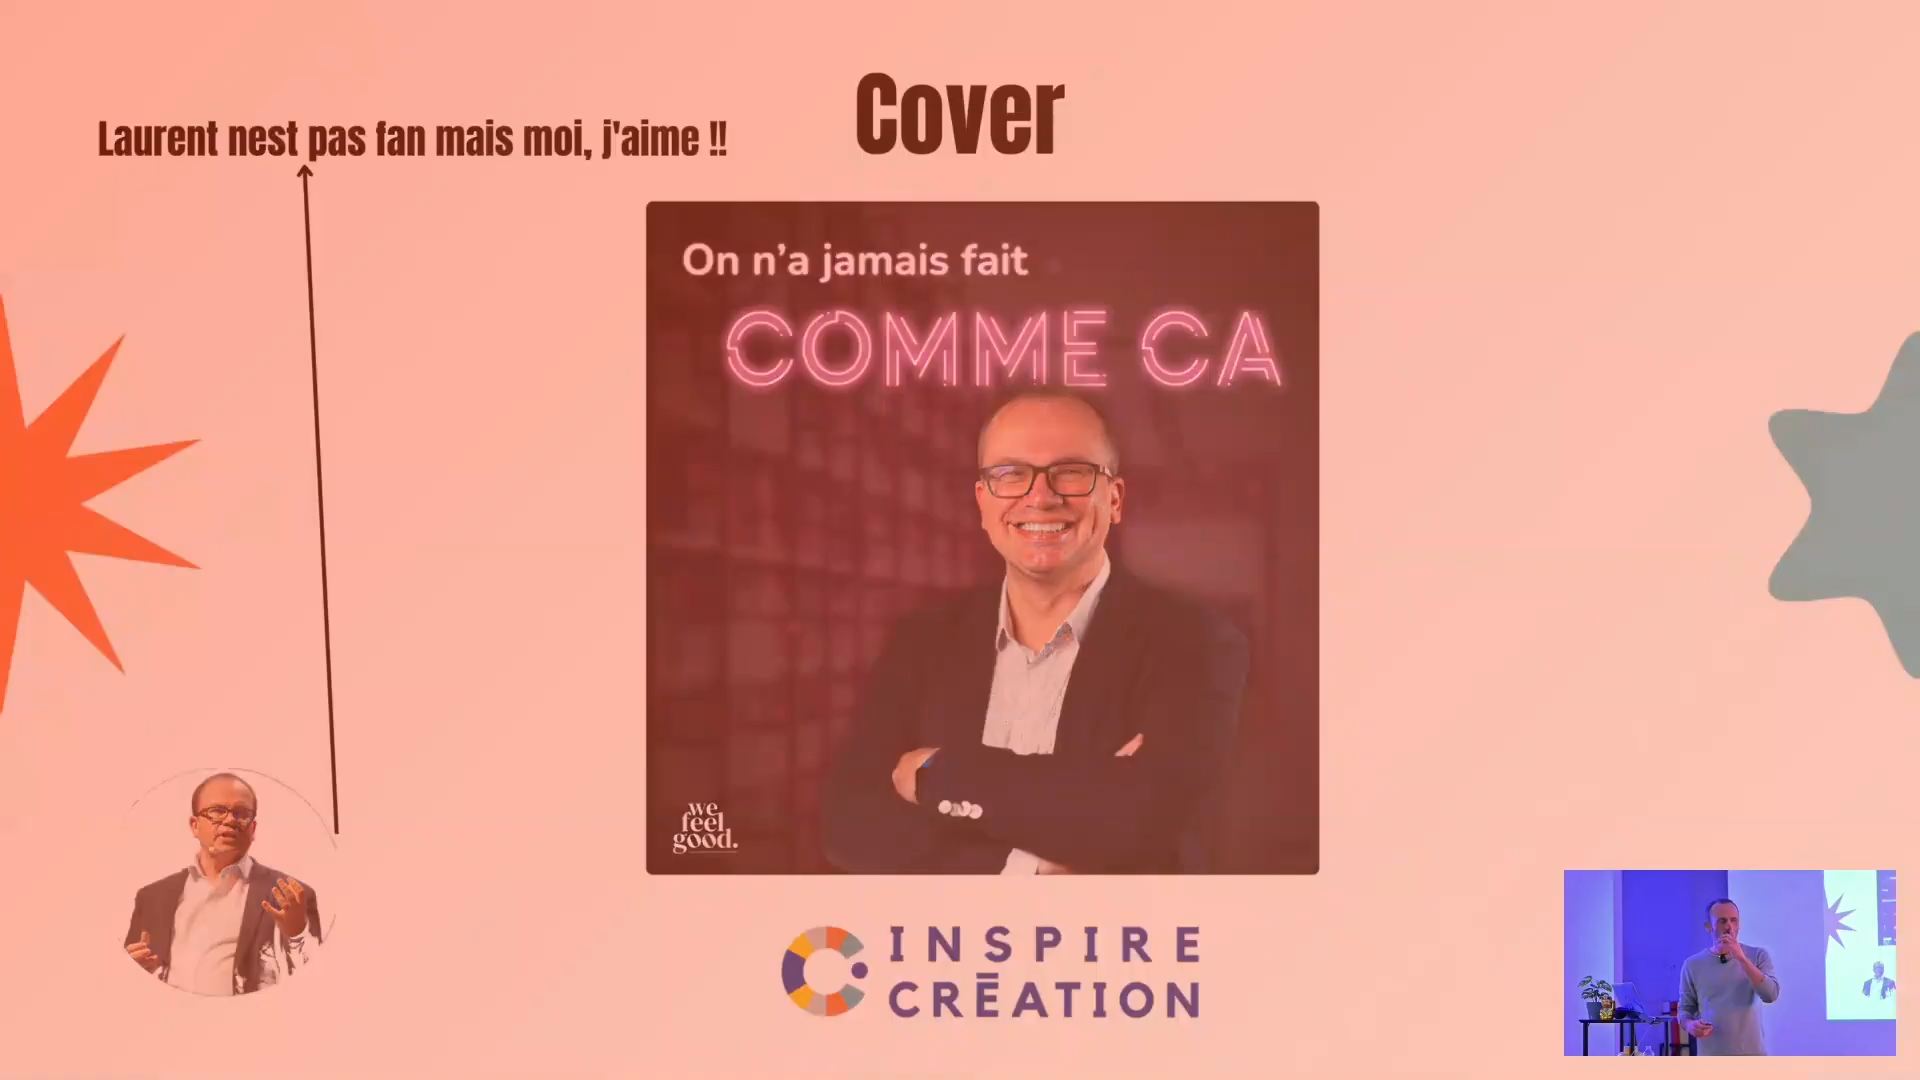 Cover
Laurent nest pas fan mais moi, j'aime !!
On n'a jamais fait
COMME CA
we
feel
good.
INSPIRE
CRĒATION